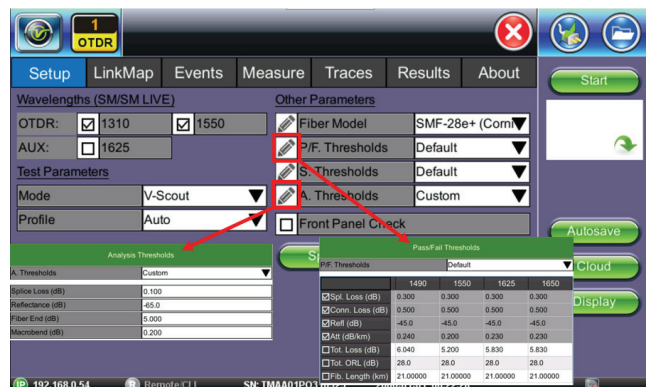 1
OTDR
Setup LinkMap Events Measure Traces Results About
Start
Wavelengths (SM/SM LIVE) Other Parameters
OTDR: 1310 1550 Fiber Model SMF-28e+ (Corni
AUX: 1625 P/F. Thresholds Default
Test Parameters S. Thresholds Default
Mode V-Scout A. Thresholds Custom
Profile Auto Front Panel Check
Autosave
Cloud
Display
Analysis Thresholds
A. Thresholds Custom
Splice Loss (dB) 0.100
Reflectance (dB) -65.0
Fiber End (dB) 5.000
Macrobend (dB) 0.200
Pass/Fail Thresholds
P/F. Thresholds Default
1490 1550 1625 1650
Spl. Loss (dB) 0.300 0.300 0.300 0.300
Conn. Loss (dB) 0.500 0.500 0.500 0.500
Refl (dB) -45.0 -45.0 -45.0 -45.0
Att (dB/km) 0.240 0.200 0.230 0.230
Tot. Loss (dB) 6.040 5.200 5.830 5.830
Tot. ORL (dB) 28.0 28.0 28.0 28.0
Fib. Length (km) 21.00000 21.00000 21.00000 21.00000
IP 192.168.0.54 R Remote/CLI SN: TMAA01PO3